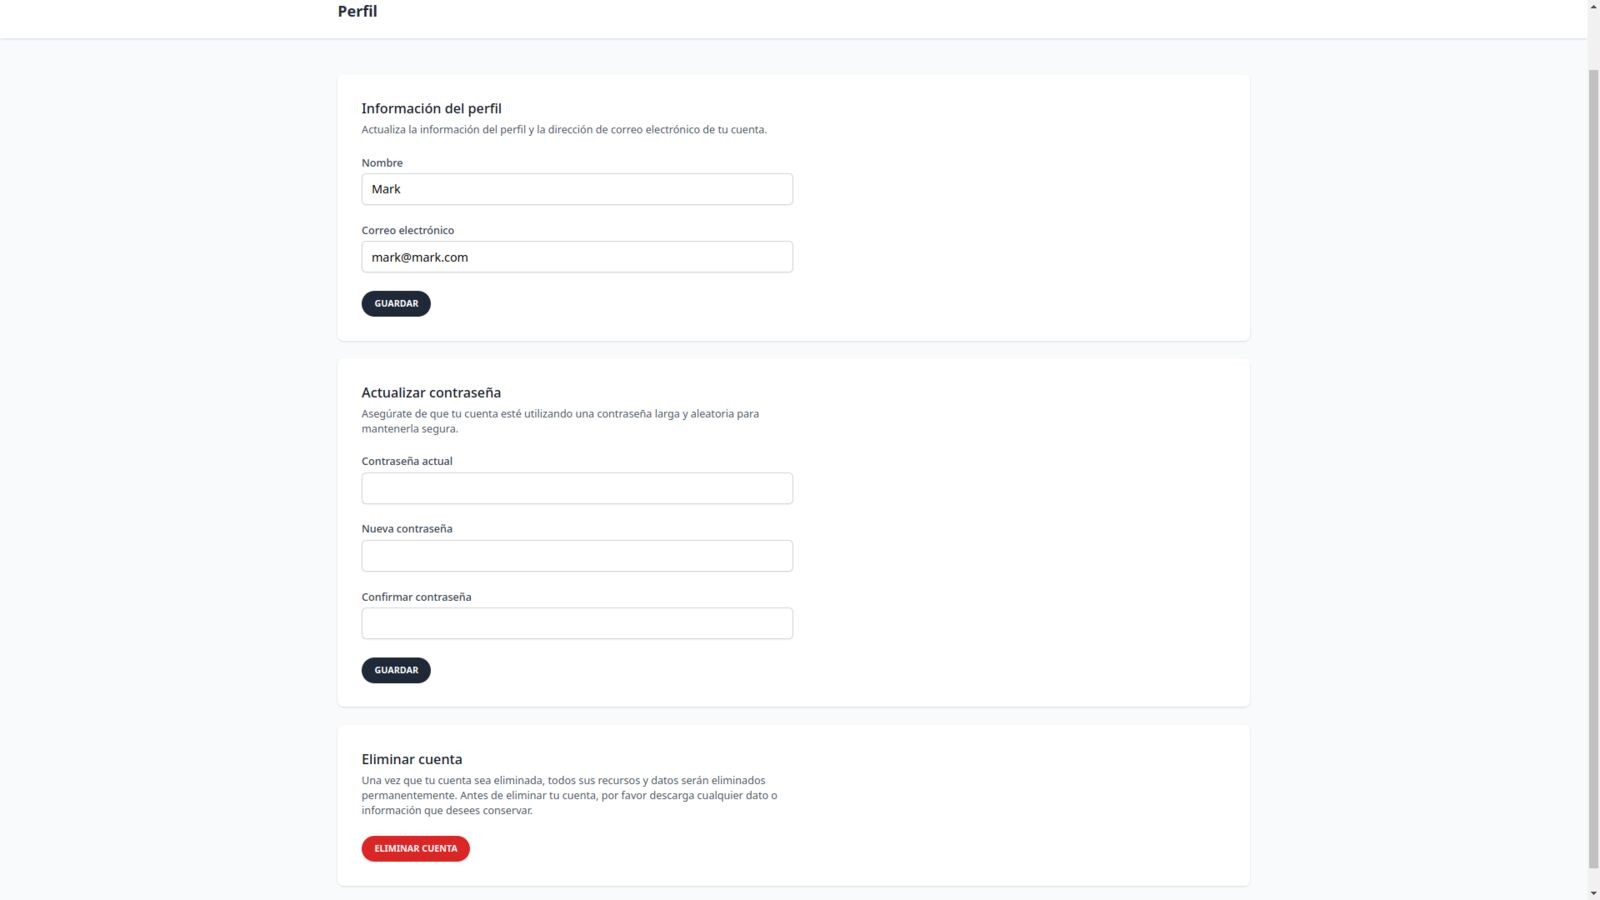 Perfil
Información del perfil
Actualiza la información del perfil y la dirección de correo electrónico de tu cuenta.
Nombre
Mark
Correo electrónico
mark@mark.com
GUARDAR
Actualizar contraseña
Asegúrate de que tu cuenta esté utilizando una contraseña larga y aleatoria para
mantenerla segura.
Contraseña actual
Nueva contraseña
Confirmar contraseña
GUARDAR
Eliminar cuenta
Una vez que tu cuenta sea eliminada, todos sus recursos y datos serán eliminados
permanentemente. Antes de eliminar tu cuenta, por favor descarga cualquier dato o
información que desees conservar.
ELIMINAR CUENTA